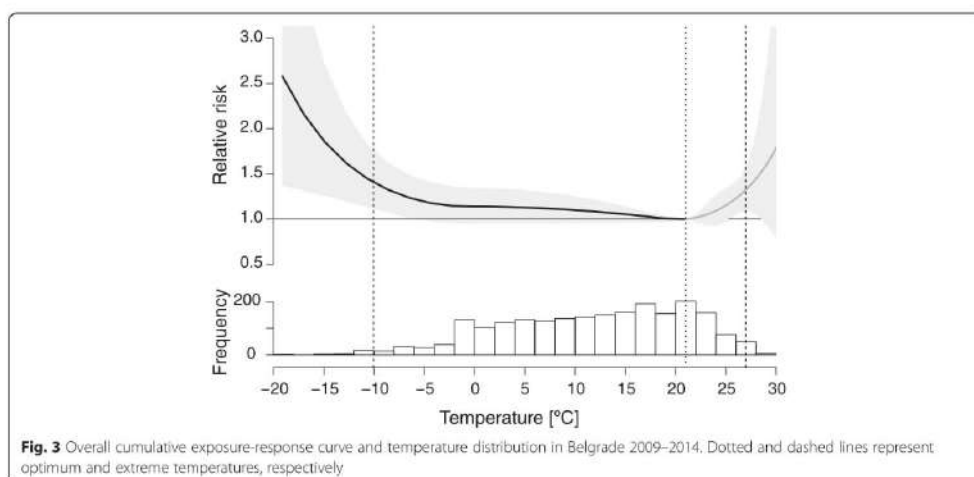 3.0
2.5
2.0
1.5
1.0
0.5
Relative risk
200
0
Frequency
−20 −15 −10 −5 0 5 10 15 20 25 30
Temperature [°C]
Fig. 3 Overall cumulative exposure-response curve and temperature distribution in Belgrade 2009–2014. Dotted and dashed lines represent
optimum and extreme temperatures, respectively